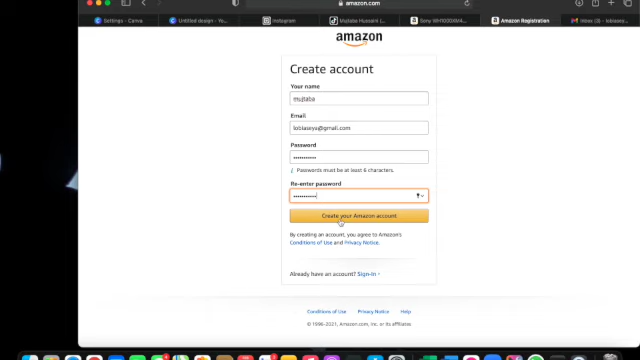 amazon.com
Settings - Canva
Untitled design - Yo...
Instagram
Mujtaba Hussaini (...
Amazon Registration
amazon
Create account
Your name
mujtaba
Email
lobiaseya@gmail.com
Password
•••••••••••
i Passwords must be at least 6 characters.
Re-enter password
•••••••••••
Create your Amazon account
By creating an account, you agree to Amazon's
Conditions of Use and Privacy Notice.
Already have an account? Sign-In
Conditions of Use Privacy Notice Help
© 1996-2021, Amazon.com, Inc. or its affiliates